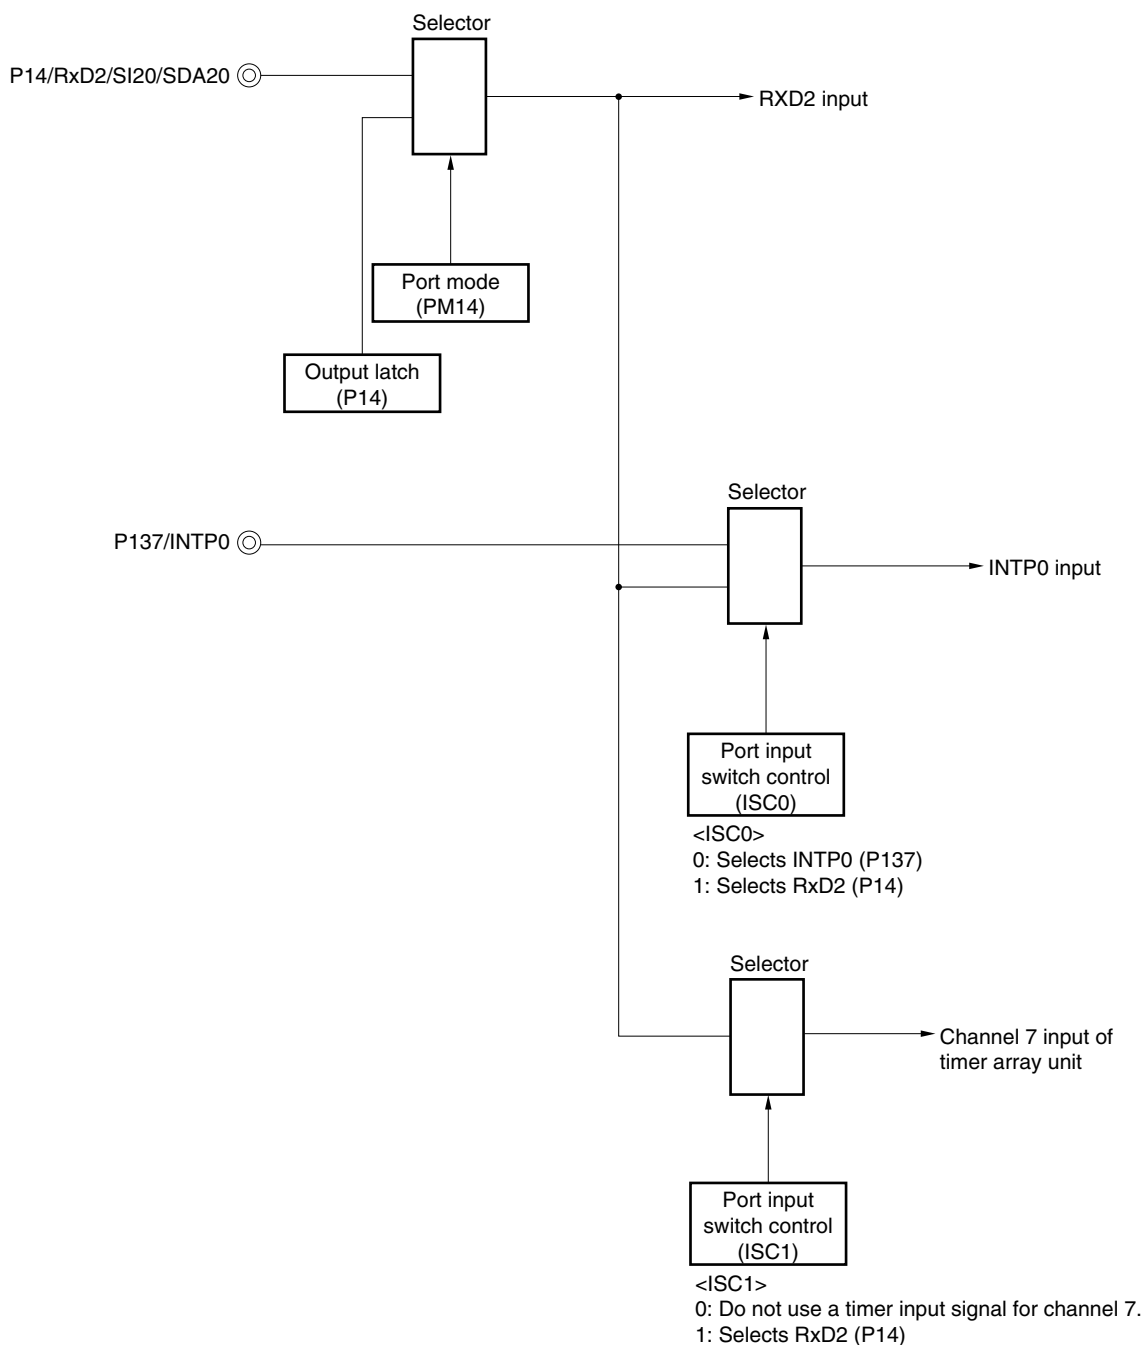 Selector
P14/RxD2/SI20/SDA20
RXD2 input
Port mode
(PM14)
Output latch
(P14)
Selector
P137/INTP0
INTP0 input
Port input
switch control
(ISC0)
<ISC0>
0: Selects INTP0 (P137)
1: Selects RxD2 (P14)
Selector
Channel 7 input of
timer array unit
Port input
switch control
(ISC1)
<ISC1>
0: Do not use a timer input signal for channel 7.
1: Selects RxD2 (P14)